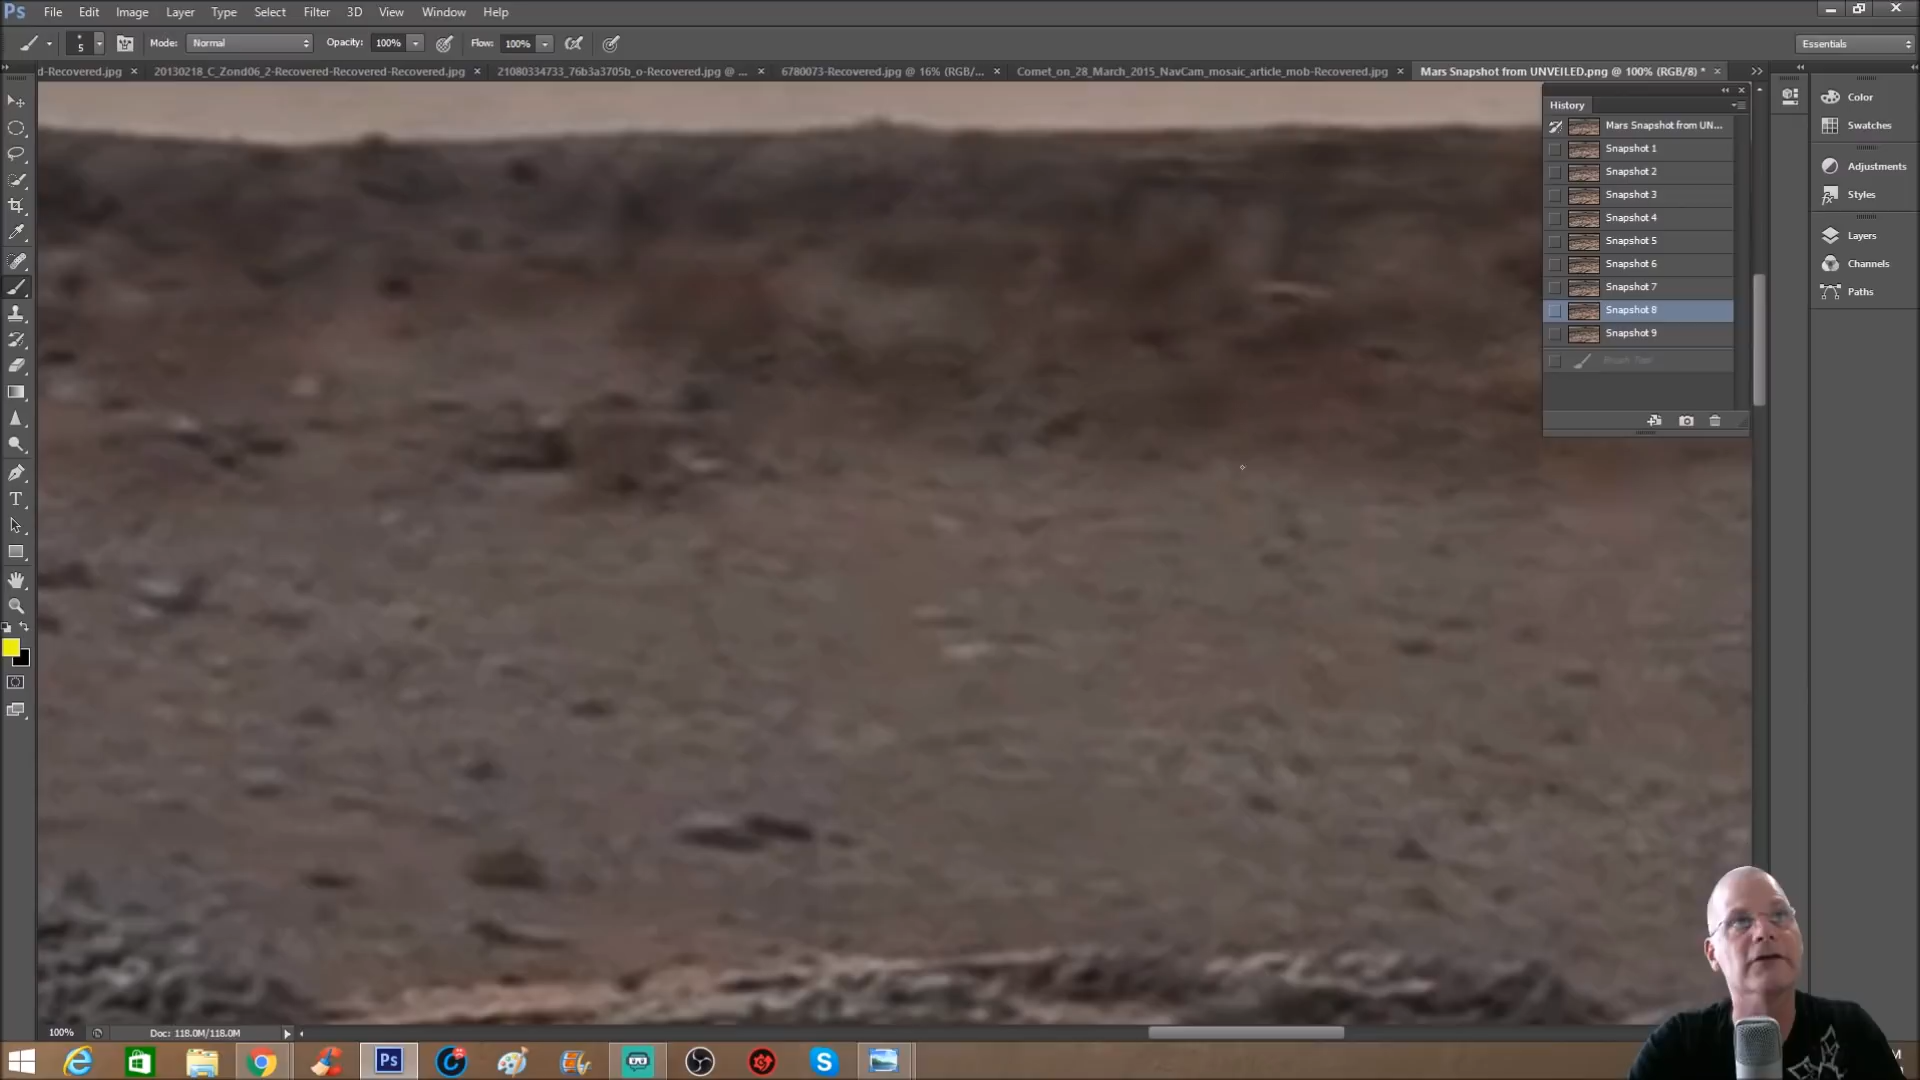 Ps File Edit Image Layer Type Select Filter 3D View Window Help
5 Mode: Normal Opacity: 100% Flow: 100% Essentials
d-Recovered.jpg × 20130218_C_Zond06_2-Recovered-Recovered-Recovered.jpg × 21080334733_76b3a3705b_o-Recovered.jpg @ ... × 6780073-Recovered.jpg @ 16% (RGB/... × Comet_on_28_March_2015_NavCam_mosaic_article_mob-Recovered.jpg × Mars Snapshot from UNVEILED.png @ 100% (RGB/8) * ×
History
Mars Snapshot from UN...
Snapshot 1
Snapshot 2
Snapshot 3
Snapshot 4
Snapshot 5
Snapshot 6
Snapshot 7
Snapshot 8
Snapshot 9
Brush Tool
Color
Swatches
Adjustments
Styles
Layers
Channels
Paths
T
100% Doc: 118.0M/118.0M
Ps